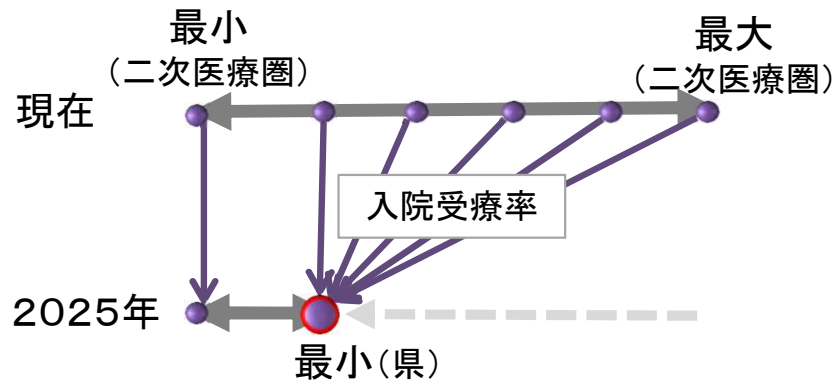 最小
(二次医療圏)
最大
(二次医療圏)
現在
入院受療率
2025年
最小(県)